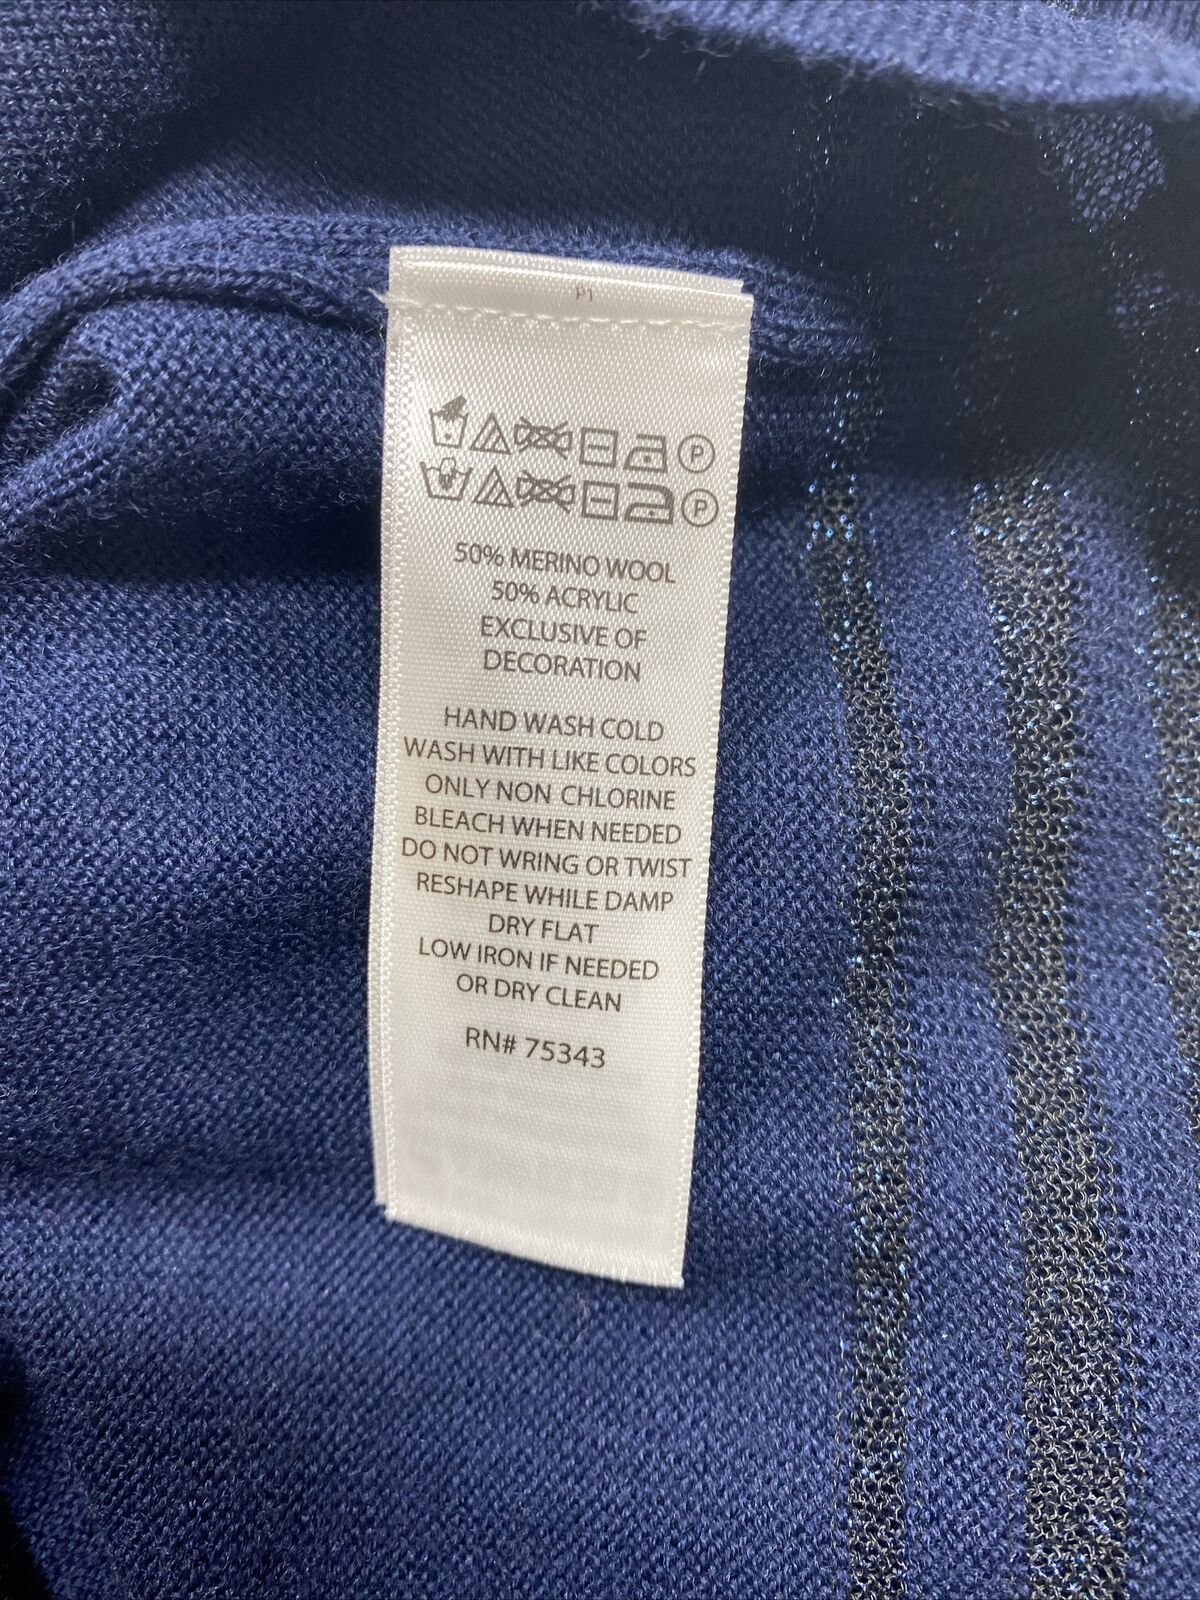 P1
P
P
50% MERINO WOOL
50% ACRYLIC
EXCLUSIVE OF
DECORATION
HAND WASH COLD
WASH WITH LIKE COLORS
ONLY NON CHLORINE
BLEACH WHEN NEEDED
DO NOT WRING OR TWIST
RESHAPE WHILE DAMP
DRY FLAT
LOW IRON IF NEEDED
OR DRY CLEAN
RN# 75343